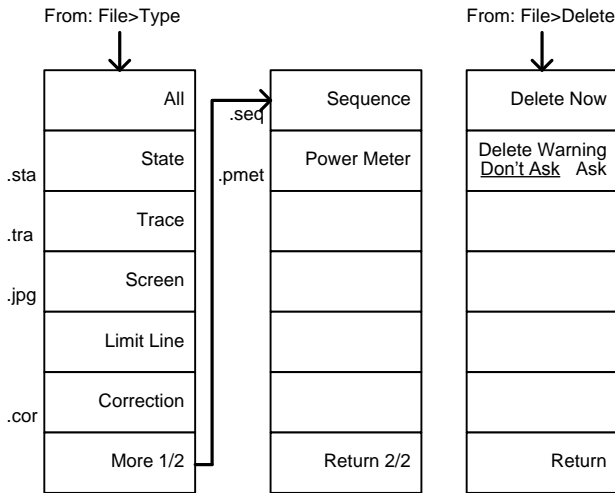 From: File>Type
All
.sta
State
.tra
Trace
.jpg
Screen
Limit Line
.cor
Correction
More 1/2
.seq
Sequence
.pmet
Power Meter
Return 2/2
From: File>Delete
Delete Now
Delete Warning
Don't Ask Ask
Return